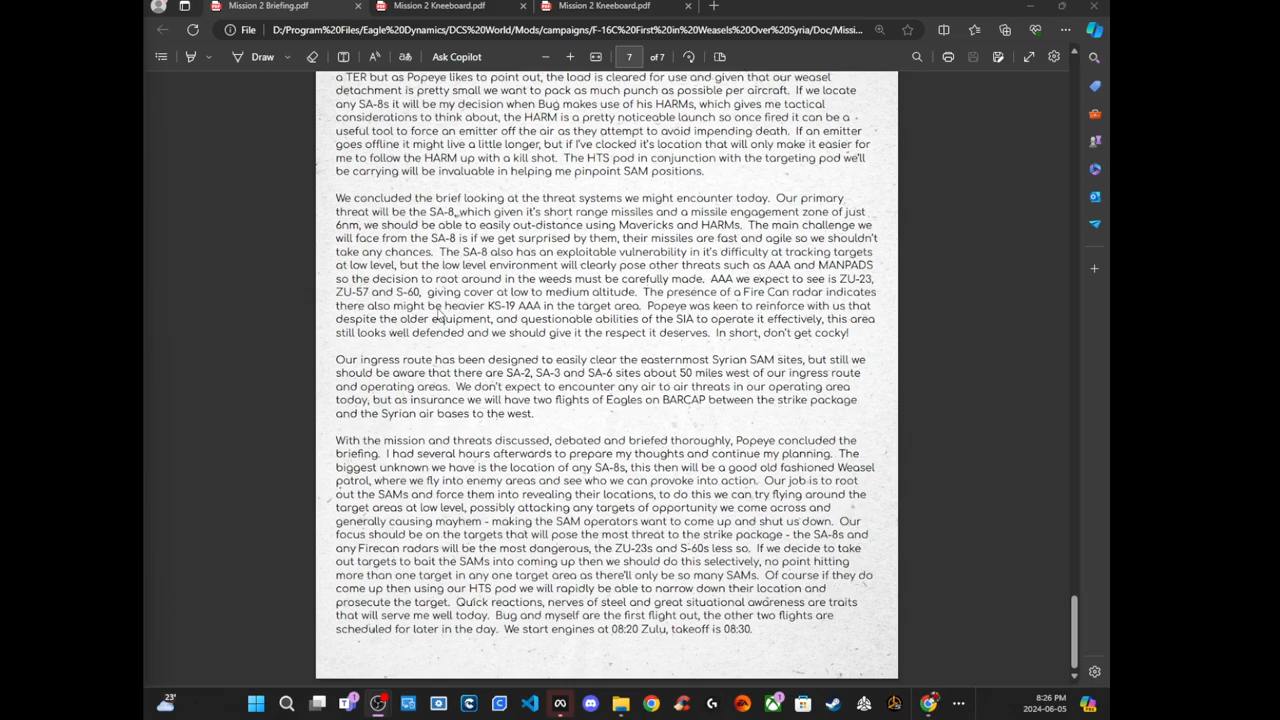 Mission 2 Briefing.pdf
Mission 2 Kneeboard.pdf
Mission 2 Kneeboard.pdf
File
D:/Program%20Files/Eagle%20Dynamics/DCS%20World/Mods/campaigns/F-16C%20First%20in%20Weasels%20Over%20Syria/Doc/Missi...
Draw
Ask Copilot
7
of 7
a TER but as Popeye likes to point out, the load is cleared for use and given that our weasel
detachment is pretty small we want to pack as much punch as possible per aircraft. If we locate
any SA-8s it will be my decision when Bug makes use of his HARMs, which gives me tactical
considerations to think about, the HARM is a pretty noticeable launch so once fired it can be a
useful tool to force an emitter off the air as they attempt to avoid impending death. If an emitter
goes offline it might live a little longer, but if I've clocked it's location that will only make it easier for
me to follow the HARM up with a kill shot. The HTS pod in conjunction with the targeting pod we'll
be carrying will be invaluable in helping me pinpoint SAM positions.
We concluded the brief looking at the threat systems we might encounter today. Our primary
threat will be the SA-8, which given it's short range missiles and a missile engagement zone of just
6nm, we should be able to easily out-distance using Mavericks and HARMs. The main challenge we
will face from the SA-8 is if we get surprised by them, their missiles are fast and agile so we shouldn't
take any chances. The SA-8 also has an exploitable vulnerability in it's difficulty at tracking targets
at low level, but the low level environment will clearly pose other threats such as AAA and MANPADS
so the decision to root around in the weeds must be carefully made. AAA we expect to see is ZU-23,
ZU-57 and S-60, giving cover at low to medium altitude. The presence of a Fire Can radar indicates
there also might be heavier KS-19 AAA in the target area. Popeye was keen to reinforce with us that
despite the older equipment, and questionable abilities of the SIA to operate it effectively, this area
still looks well defended and we should give it the respect it deserves. In short, don't get cocky!
Our ingress route has been designed to easily clear the easternmost Syrian SAM sites, but still we
should be aware that there are SA-2, SA-3 and SA-6 sites about 50 miles west of our ingress route
and operating areas. We don't expect to encounter any air to air threats in our operating area
today, but as insurance we will have two flights of Eagles on BARCAP between the strike package
and the Syrian air bases to the west.
With the mission and threats discussed, debated and briefed thoroughly, Popeye concluded the
briefing. I had several hours afterwards to prepare my thoughts and continue my planning. The
biggest unknown we have is the location of any SA-8s, this then will be a good old fashioned Weasel
patrol, where we fly into enemy areas and see who we can provoke into action. Our job is to root
out the SAMs and force them into revealing their locations, to do this we can try flying around the
target areas at low level, possibly attacking any targets of opportunity we come across and
generally causing mayhem - making the SAM operators want to come up and shut us down. Our
focus should be on the targets that will pose the most threat to the strike package - the SA-8s and
any Firecan radars will be the most dangerous, the ZU-23s and S-60s less so. If we decide to take
out targets to bait the SAMs into coming up then we should do this selectively, no point hitting
more than one target in any one target area as there'll only be so many SAMs. Of course if they do
come up then using our HTS pod we will rapidly be able to narrow down their location and
prosecute the target. Quick reactions, nerves of steel and great situational awareness are traits
that will serve me well today. Bug and myself are the first flight out, the other two flights are
scheduled for later in the day. We start engines at 08:20 Zulu, takeoff is 08:30.
23°
8:26 PM
2024-06-05